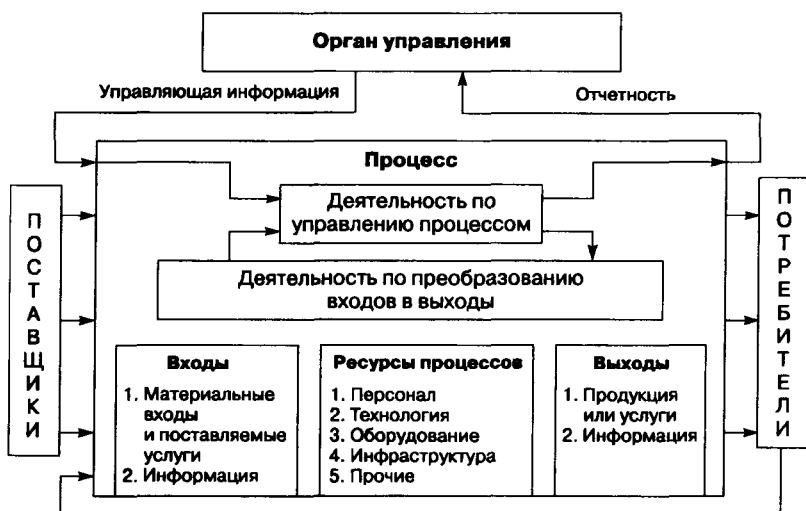 Орган управления
Управляющая информация
Отчетность
Процесс
Деятельность по
управлению процессом
Деятельность по преобразованию
входов в выходы
ПОСТАВЩИКИ
Входы
1. Материальные
входы
и поставляемые
услуги
2. Информация
Ресурсы процессов
1. Персонал
2. Технология
3. Оборудование
4. Инфраструктура
5. Прочие
Выходы
1. Продукция
или услуги
2. Информация
ПОТРЕБИТЕЛИ